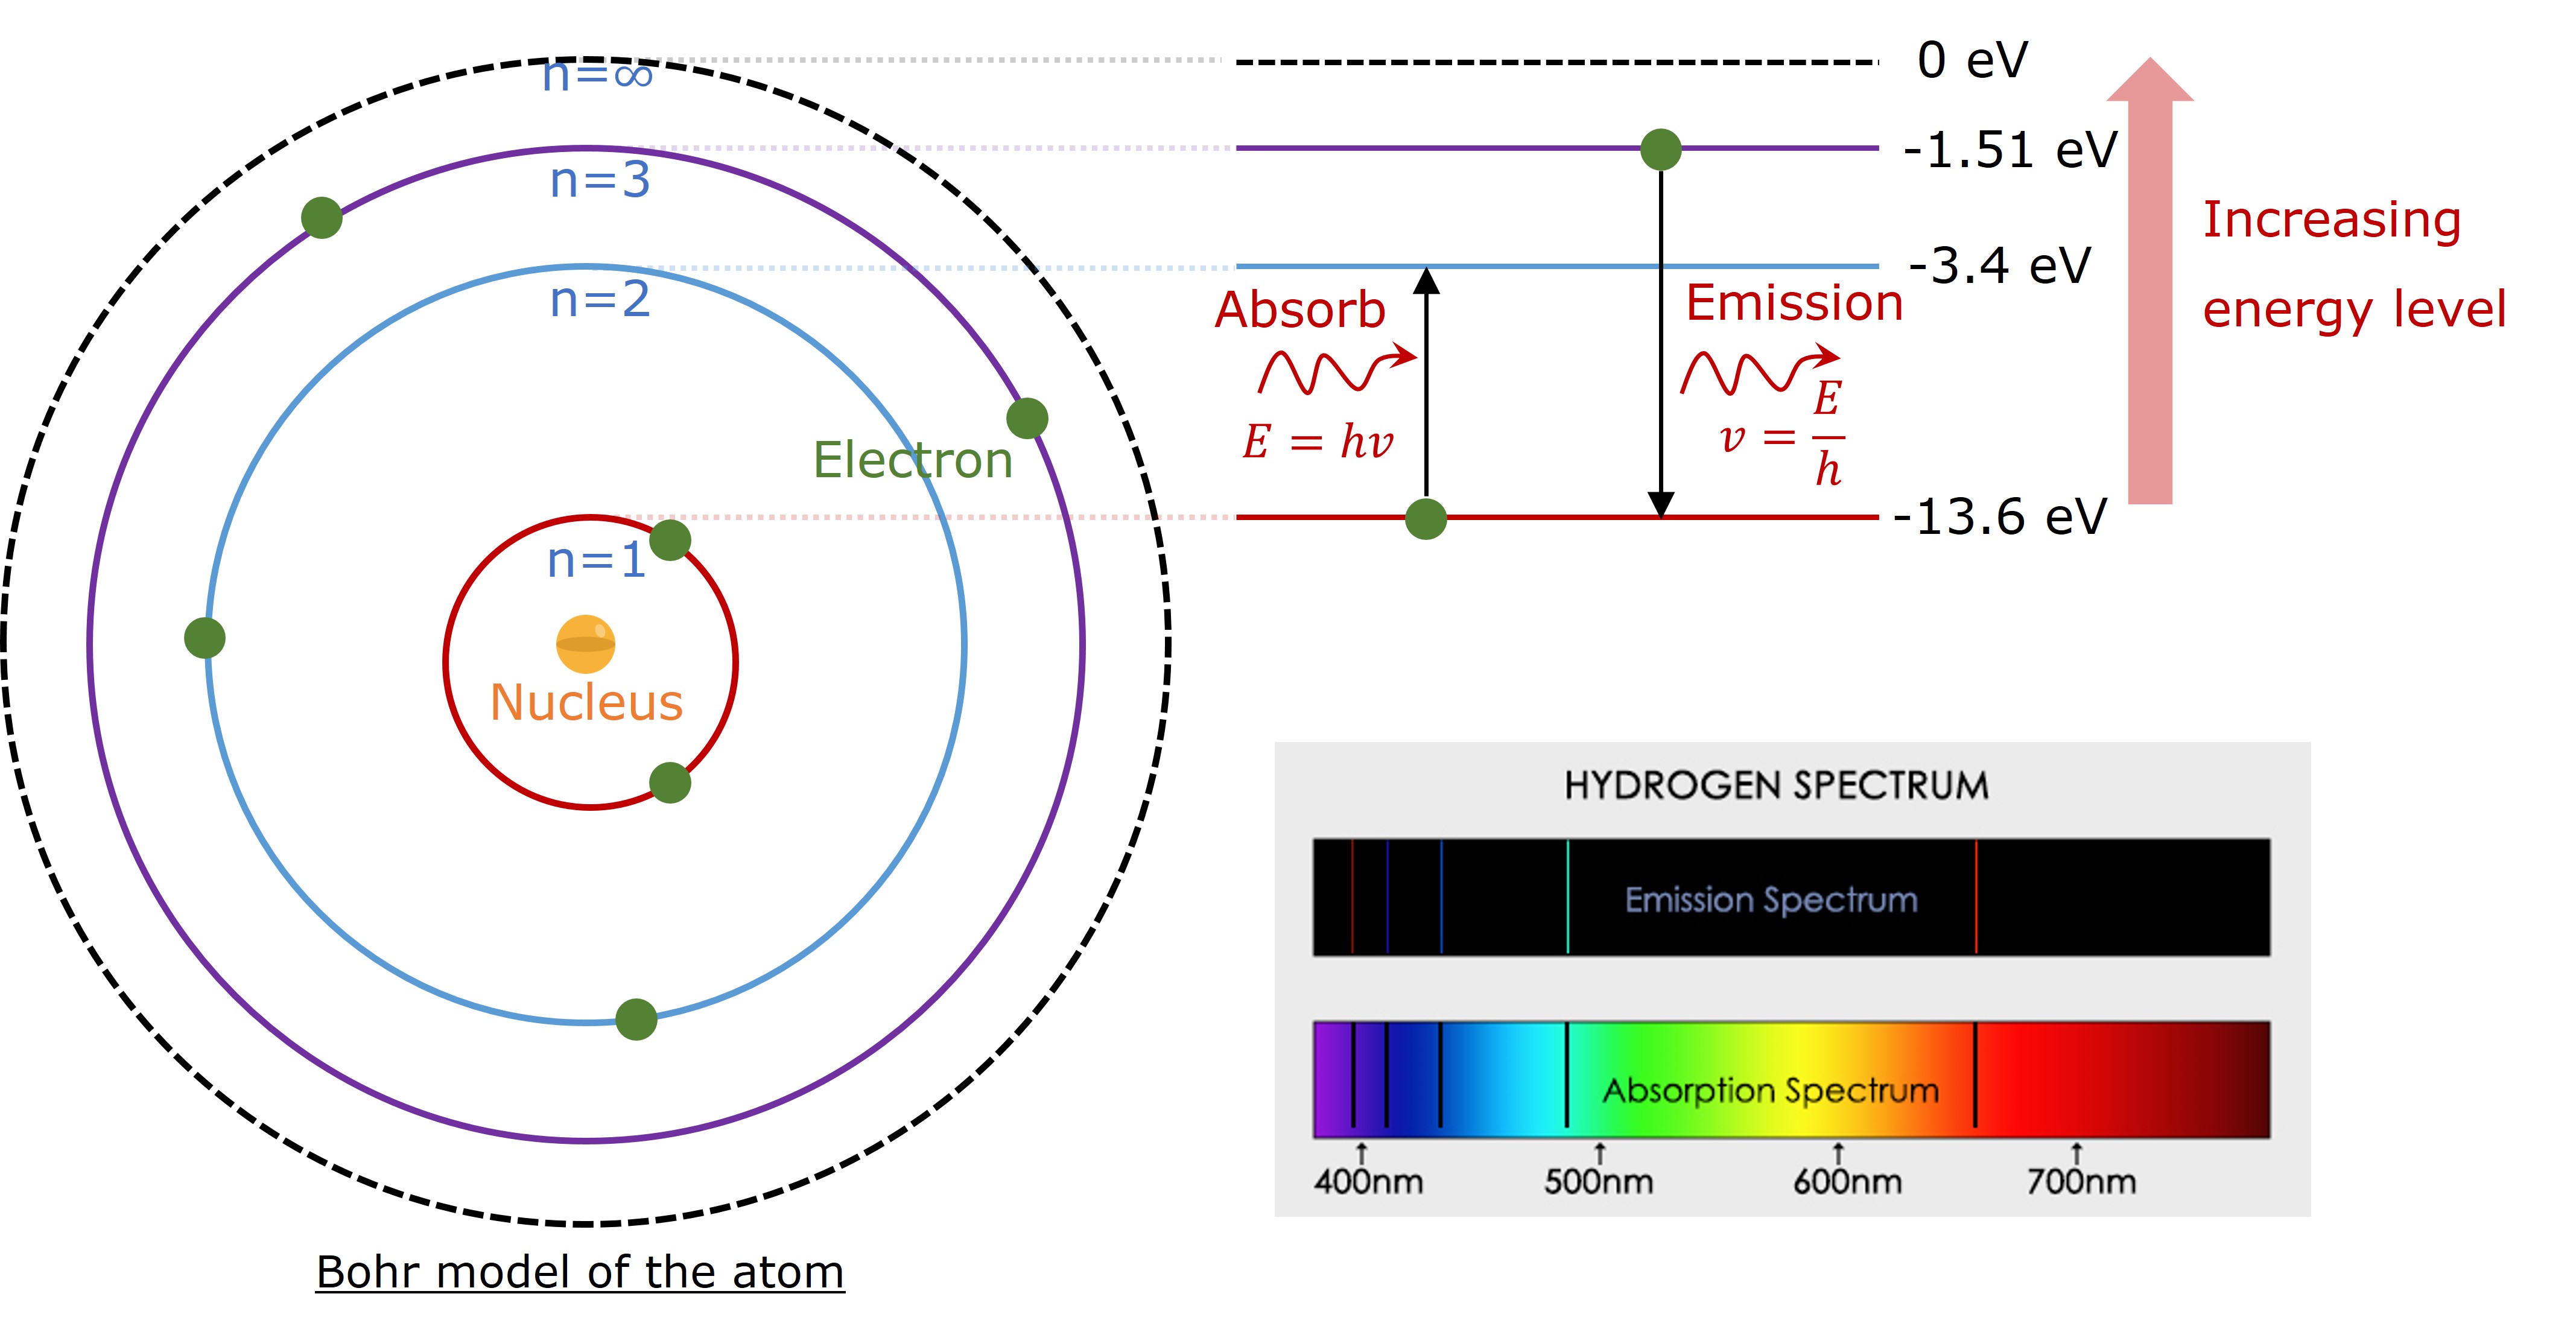 n=∞
n=3
n=2
n=1
Electron
Nucleus
Bohr model of the atom
0 eV
-1.51 eV
-3.4 eV
-13.6 eV
Absorb
E = hv
Emission
v = E/h
Increasing
energy level
HYDROGEN SPECTRUM
Emission Spectrum
Absorption Spectrum
400nm 500nm 600nm 700nm